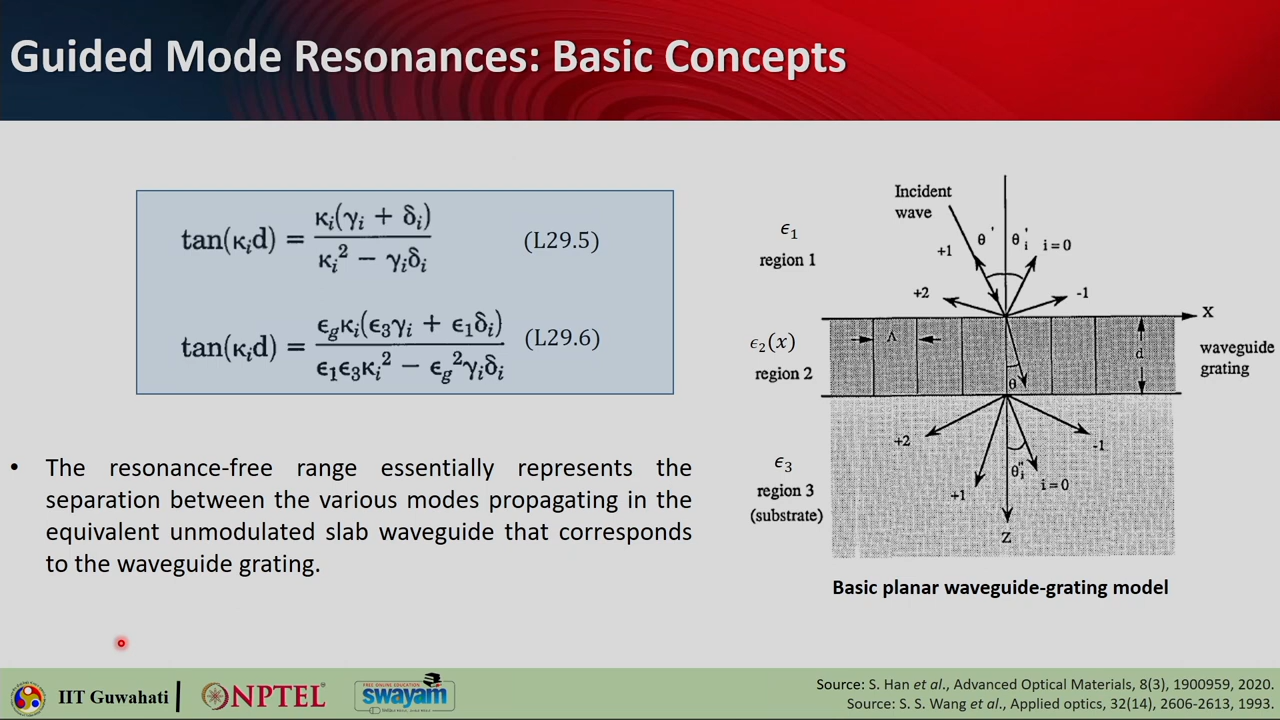 Guided Mode Resonances: Basic Concepts
tan(κᵢd) = κᵢ(γᵢ + δᵢ) / κᵢ² − γᵢδᵢ (L29.5)
tan(κᵢd) = ϵgκᵢ(ϵ₃γᵢ + ϵ₁δᵢ) / ϵ₁ϵ₃κᵢ² − ϵg²γᵢδᵢ (L29.6)
• The resonance-free range essentially represents the
separation between the various modes propagating in the
equivalent unmodulated slab waveguide that corresponds
to the waveguide grating.
Incident
wave
ϵ₁
region 1
θ'
θᵢ'
i=0
+1
+2
-1
X
ϵ₂(x)
region 2
Λ
d
θ
waveguide
grating
+2
-1
ϵ₃
region 3
(substrate)
θᵢ"
+1
i=0
Z
Basic planar waveguide-grating model
IIT Guwahati
NPTEL
FREE ONLINE EDUCATION
swayam
Source: S. Han et al., Advanced Optical Materials, 8(3), 1900959, 2020.
Source: S. S. Wang et al., Applied optics, 32(14), 2606-2613, 1993.